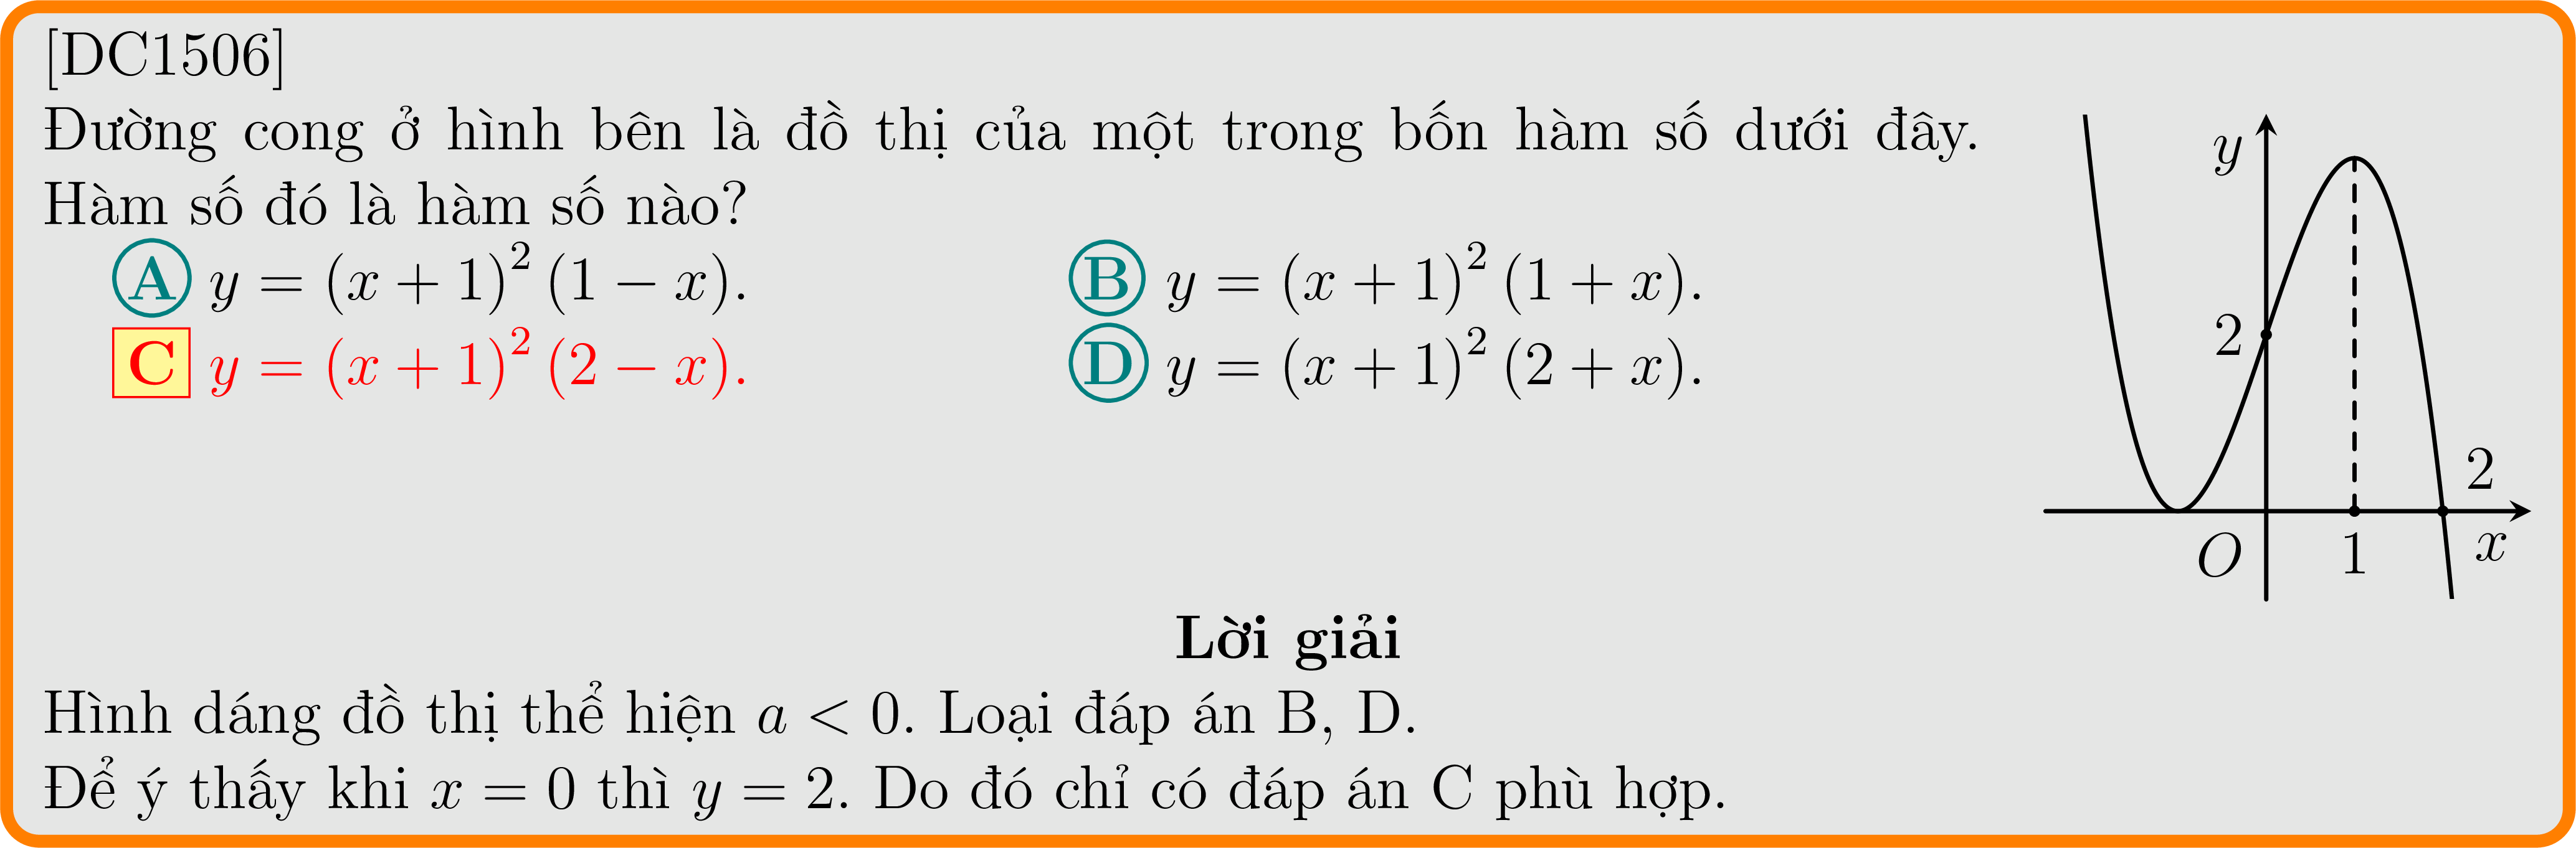 [DC1506]
Đường cong ở hình bên là đồ thị của một trong bốn hàm số dưới đây.
Hàm số đó là hàm số nào?
A y = (x + 1)² (1 − x).
B y = (x + 1)² (1 + x).
C y = (x + 1)² (2 − x).
D y = (x + 1)² (2 + x).
y
2
2
O
1
x
Lời giải
Hình dáng đồ thị thể hiện a < 0. Loại đáp án B, D.
Để ý thấy khi x = 0 thì y = 2. Do đó chỉ có đáp án C phù hợp.